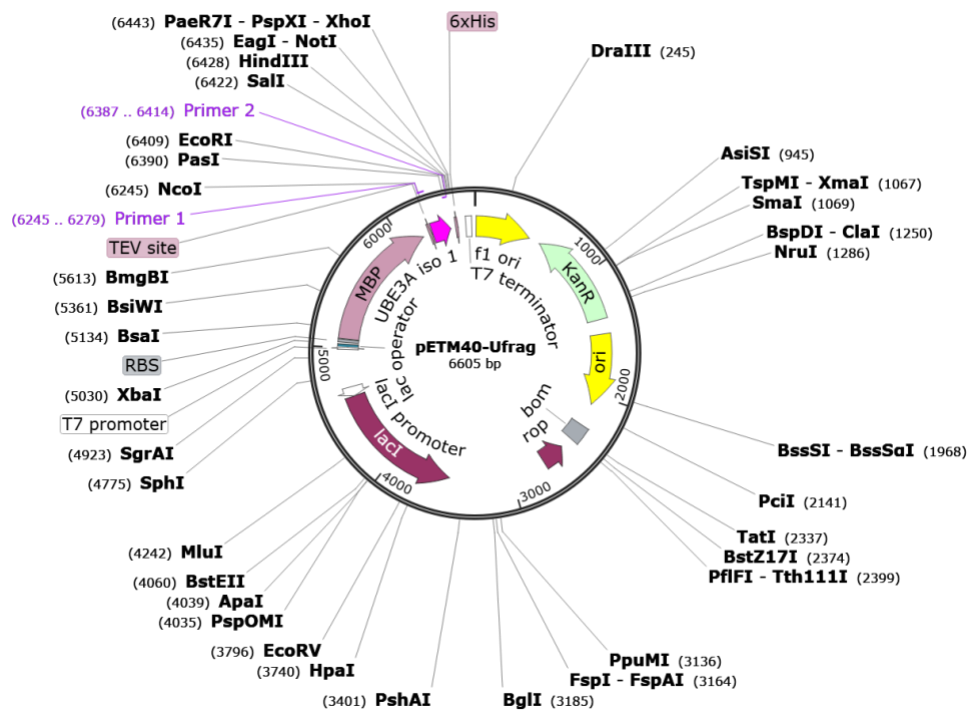 (6443) PaeR7I - PspXI - XhoI
(6435) EagI - NotI
(6428) HindIII
(6422) SalI
(6387 .. 6414) Primer 2
(6409) EcoRI
(6390) PasI
(6245) NcoI
(6245 .. 6279) Primer 1
TEV site
(5613) BmgBI
(5361) BsiWI
(5134) BsaI
RBS
(5030) XbaI
T7 promoter
(4923) SgrAI
(4775) SphI
(4242) MluI
(4060) BstEII
(4039) ApaI
(4035) PspOMI
(3796) EcoRV
(3740) HpaI
(3401) PshAI
6xHis
DraIII (245)
AsiSI (945)
TspMI - XmaI (1067)
SmaI (1069)
BspDI - ClaI (1250)
NruI (1286)
BssSI - BssSαI (1968)
PciI (2141)
TatI (2337)
BstZ17I (2374)
PflFI - Tth111I (2399)
PpuMI (3136)
FspI - FspAI (3164)
BglI (3185)
1000
2000
3000
4000
5000
6000
f1 ori
T7 terminator
KanR
ori
bom
rop
lacI
lacI promoter
lac operator
MBP
UBE3A iso 1
pETM40-Ufrag
6605 bp